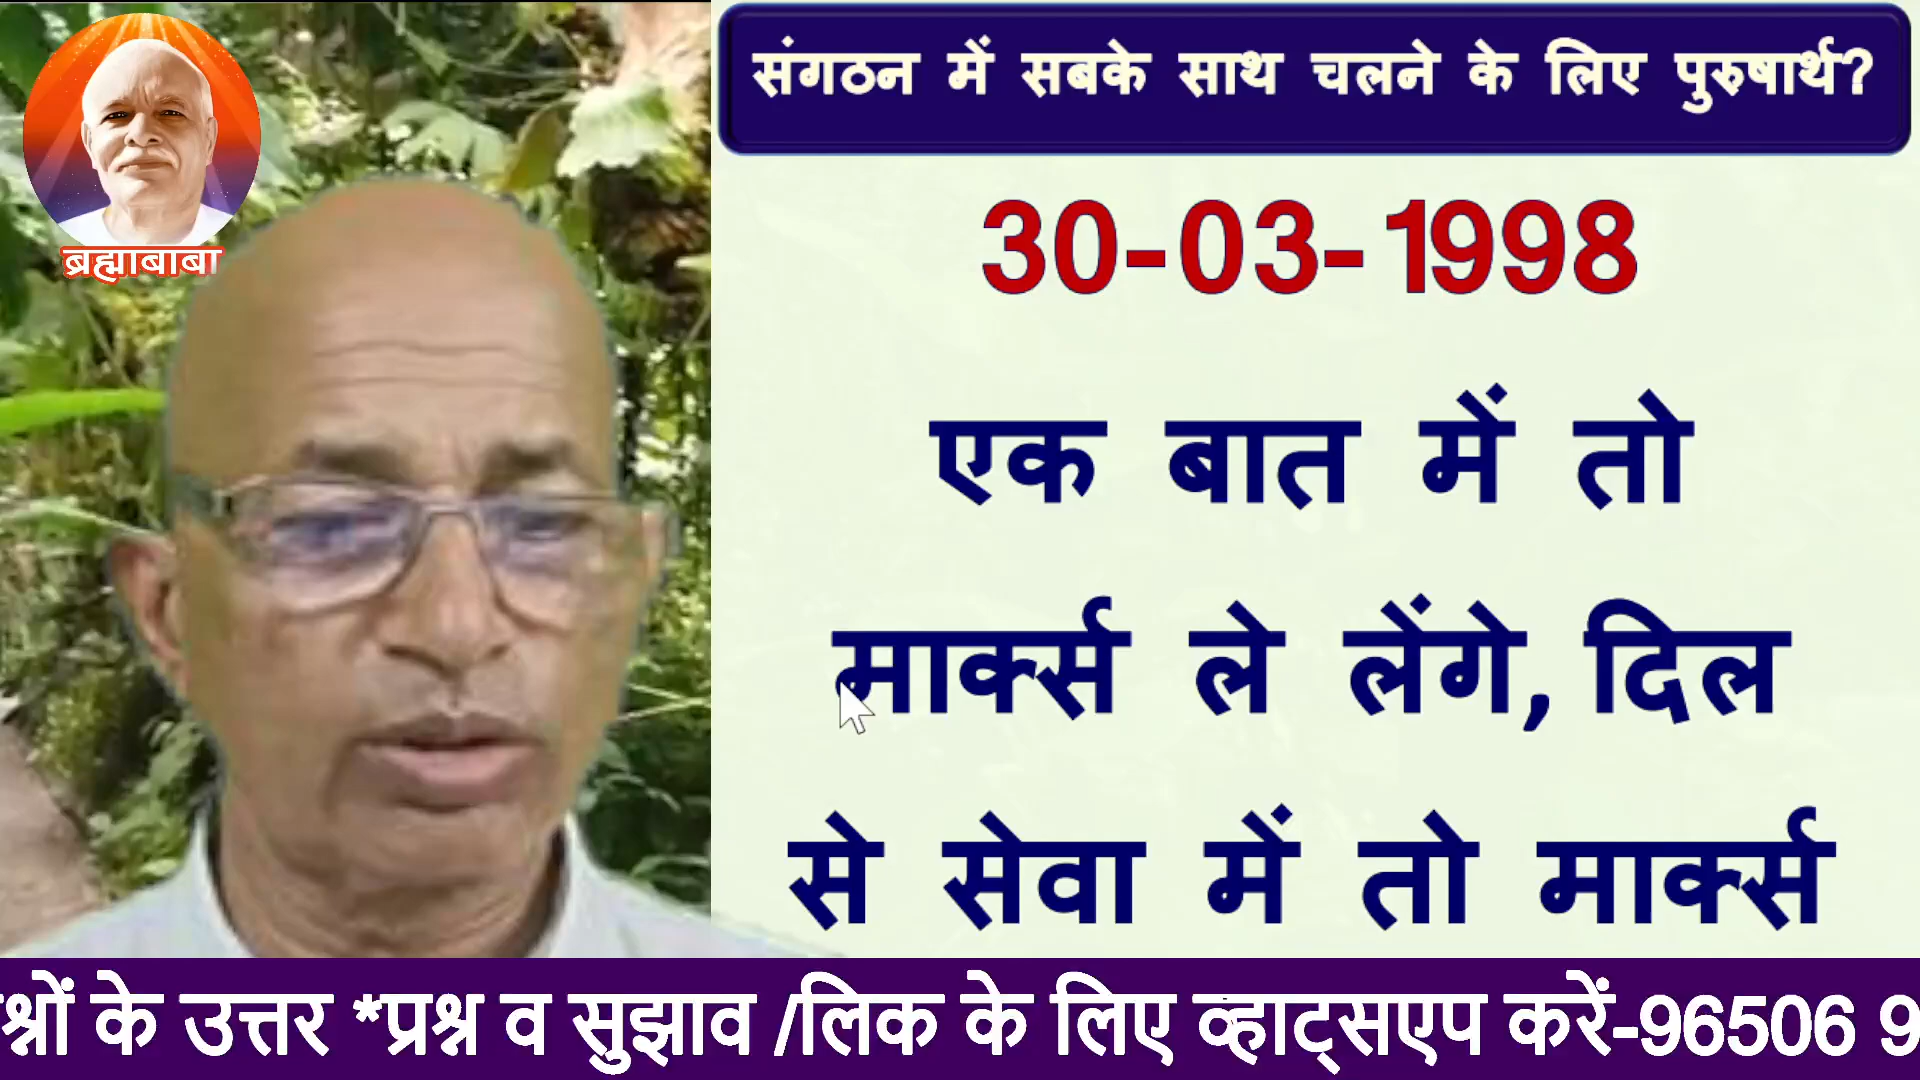 ब्रह्माबाबा
संगठन में सबके साथ चलने के लिए पुरुषार्थ?
30-03-1998
एक बात में तो
मार्क्स ले लेंगे, दिल
से सेवा में तो मार्क्स
श्नों के उत्तर *प्रश्न व सुझाव /लिंक के लिए व्हाट्सएप करें-96506 9